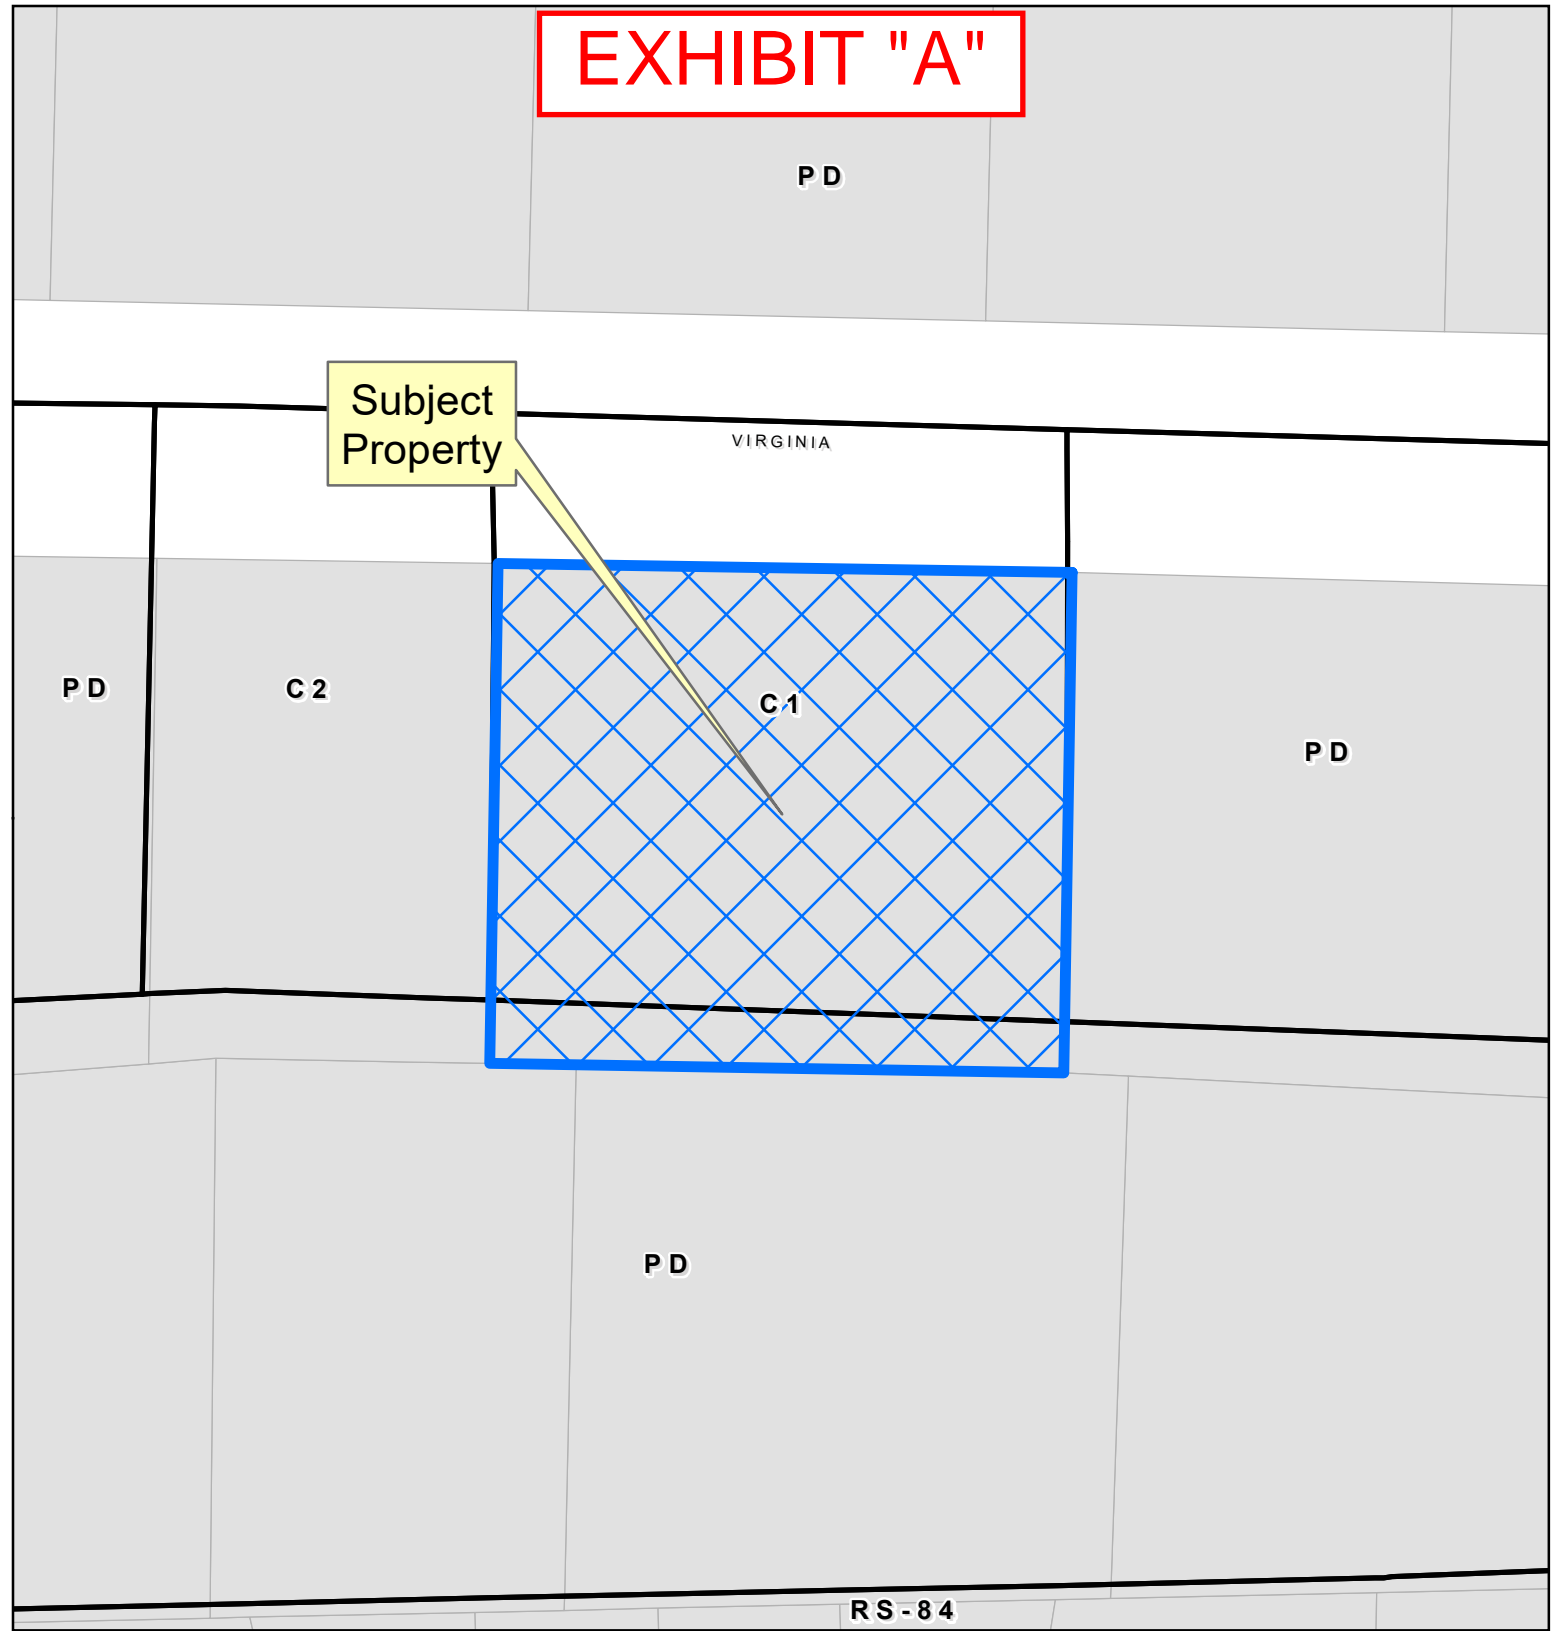 EXHIBIT "A"
PD
Subject
Property
VIRGINIA
PD
C2
C1
PD
PD
RS-84